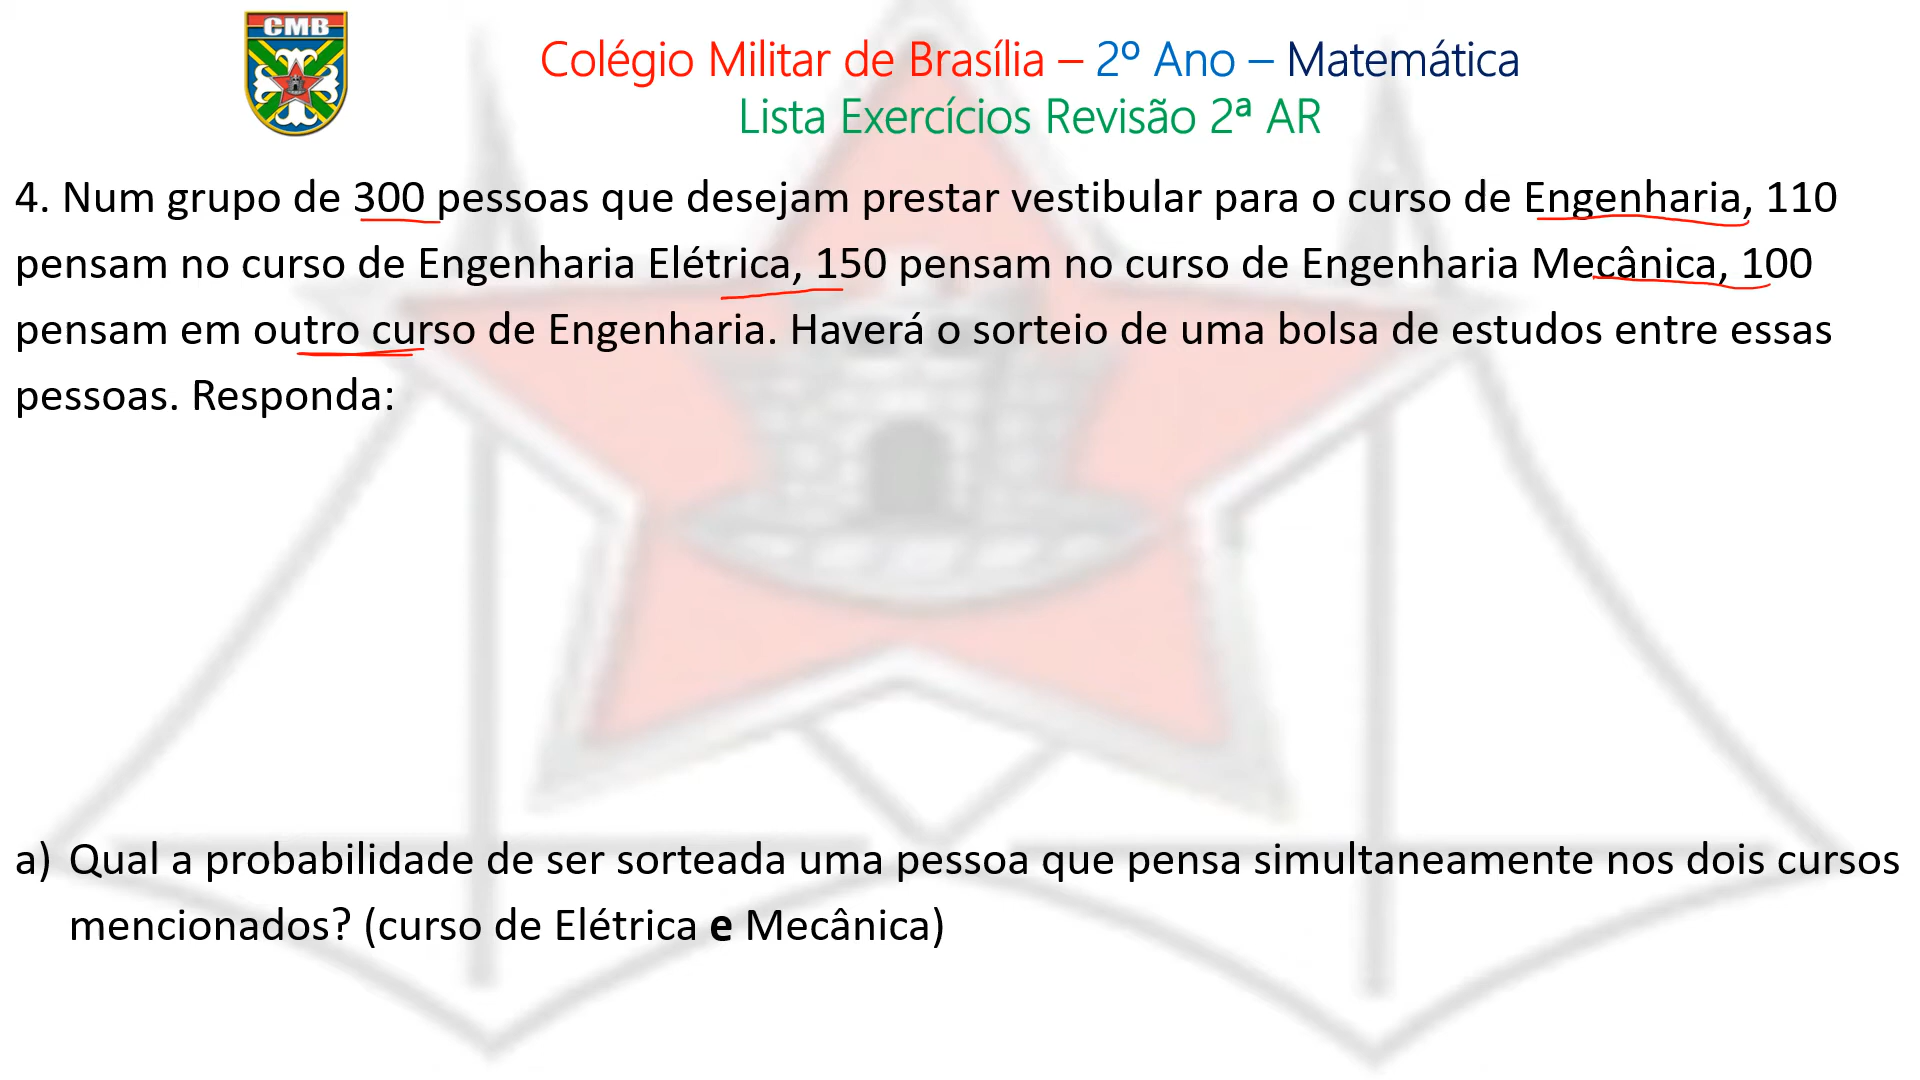 CMB
Colégio Militar de Brasília – 2º Ano – Matemática
Lista Exercícios Revisão 2ª AR
4. Num grupo de 300 pessoas que desejam prestar vestibular para o curso de Engenharia, 110
pensam no curso de Engenharia Elétrica, 150 pensam no curso de Engenharia Mecânica, 100
pensam em outro curso de Engenharia. Haverá o sorteio de uma bolsa de estudos entre essas
pessoas. Responda:
a) Qual a probabilidade de ser sorteada uma pessoa que pensa simultaneamente nos dois cursos
mencionados? (curso de Elétrica e Mecânica)